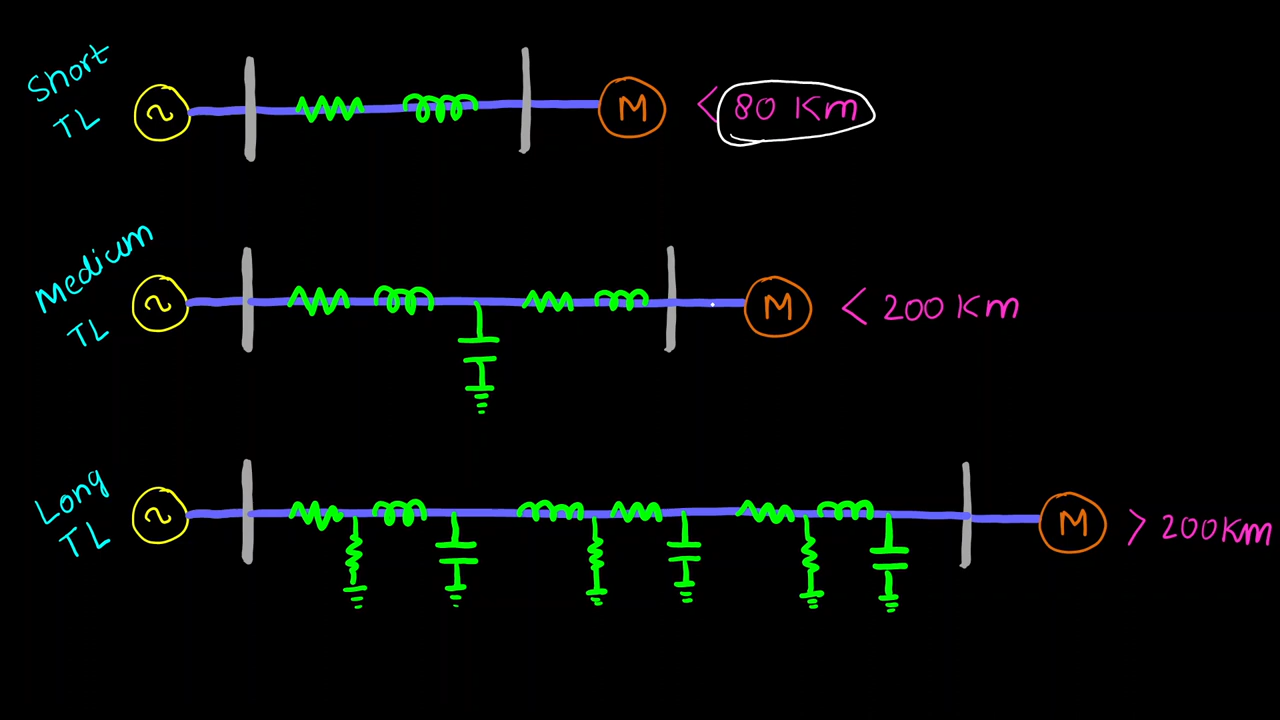 Short
TL
~
M
< 80 Km
Medium
TL
~
M
< 200 Km
Long
TL
~
M
> 200Km